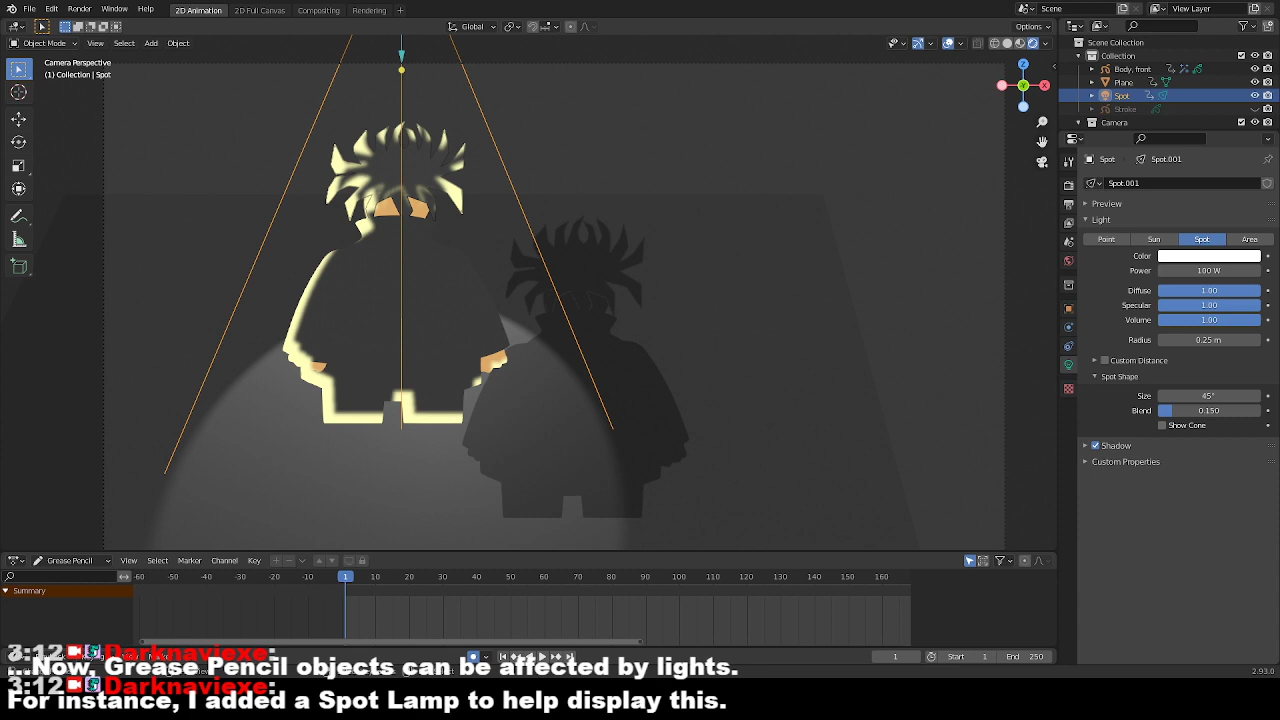 File Edit Render Window Help 2D Animation 2D Full Canvas Compositing Rendering + Scene View Layer
Global Options
Object Mode View Select Add Object
Camera Perspective
(1) Collection | Spot
Z
Y
X
Scene Collection
Collection
Body, front
Plane
Spot
Stroke
Camera
Spot Spot.001
Spot.001
Preview
Light
Point Sun Spot Area
Color
Power 100 W
Diffuse 1.00
Specular 1.00
Volume 1.00
Radius 0.25 m
Custom Distance
Spot Shape
Size 45°
Blend 0.150
Show Cone
Shadow
Custom Properties
Grease Pencil View Select Marker Channel Key
-60 -50 -40 -30 -20 -10 1 10 20 30 40 50 60 70 80 90 100 110 120 130 140 150 160
Summary
3:12 Darknaviexe:
...Now, Grease Pencil objects can be affected by lights.
1 Start 1 End 250
2.93.0
3:12 Darknaviexe:
For instance, I added a Spot Lamp to help display this.